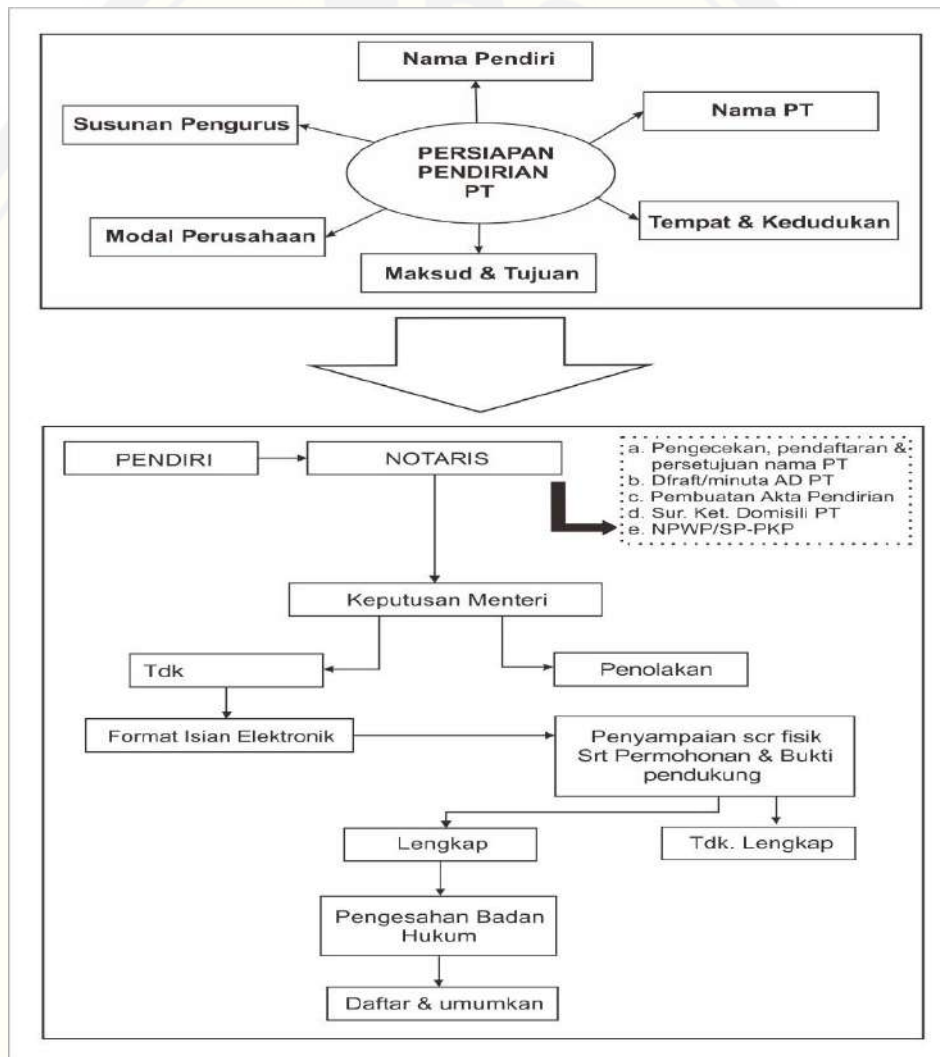 Nama Pendiri
Susunan Pengurus
Nama PT
PERSIAPAN
PENDIRIAN
PT
Modal Perusahaan
Tempat & Kedudukan
Maksud & Tujuan
PENDIRI
NOTARIS
a. Pengecekan, pendaftaran &
persetujuan nama PT
b. Dfraft/minuta AD PT
c. Pembuatan Akta Pendirian
d. Sur. Ket. Domisili PT
e. NPWP/SP-PKP
Keputusan Menteri
Tdk
Penolakan
Format Isian Elektronik
Penyampaian scr fisik
Srt Permohonan & Bukti
pendukung
Lengkap
Tdk. Lengkap
Pengesahan Badan
Hukum
Daftar & umumkan